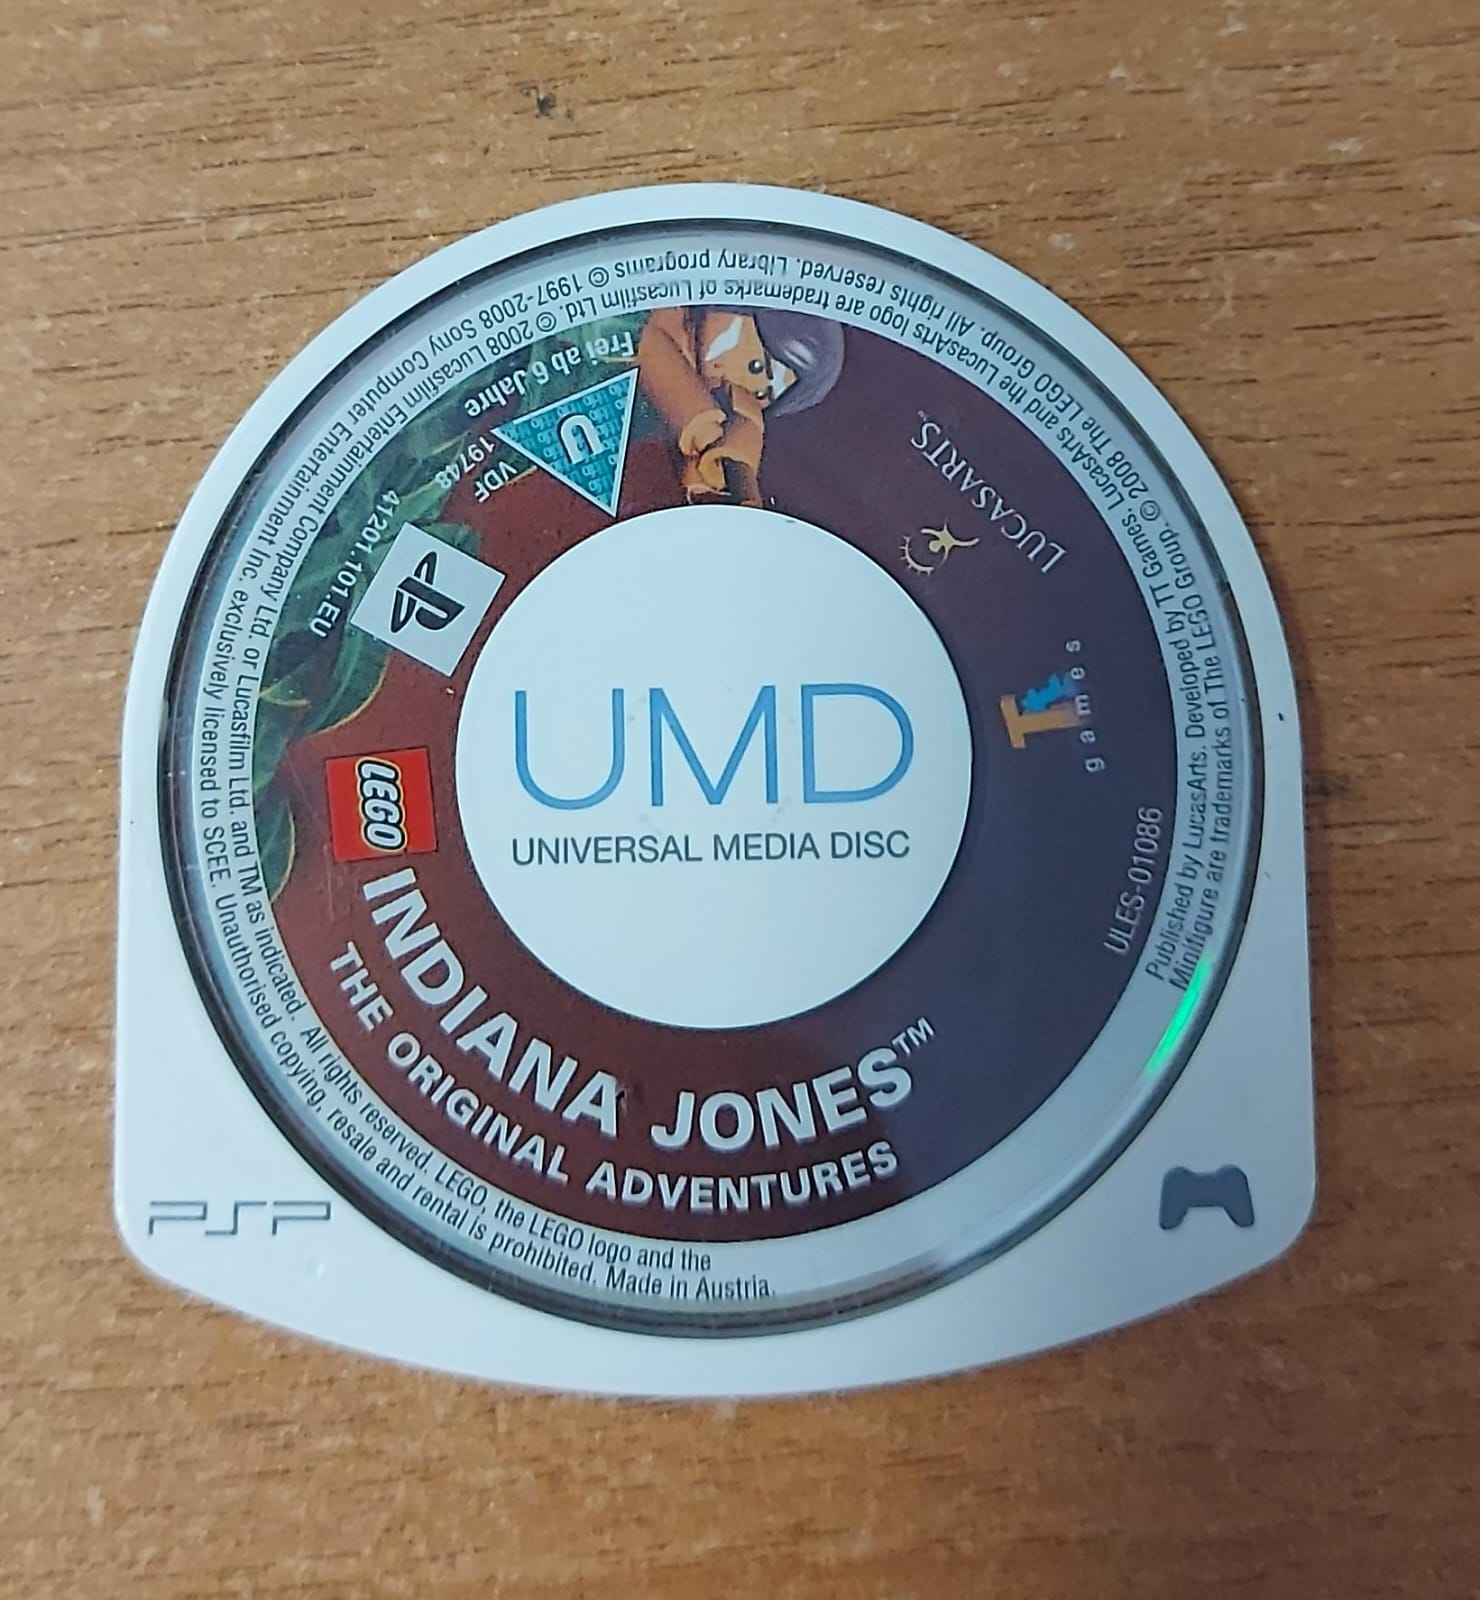 UMD
UNIVERSAL MEDIA DISC
LEGO
INDIANA JONES™
THE ORIGINAL ADVENTURES
PSP
41201.101.EU
VDF
19748
U
Frei ab 6 Jahre
LUCASARTS™
T games
ULES-01086
© 2008 Lucasfilm Entertainment Company Ltd. or Lucasfilm Ltd. and TM as indicated. All rights reserved. LEGO, the LEGO logo and the
Minifigure are trademarks of The LEGO Group. © 2008 The LEGO Group. All rights reserved. Library programs © 1997-2008 Sony Computer Entertainment Inc. exclusively licensed to SCEE. Unauthorised copying, resale and rental is prohibited. Made in Austria.
Published by LucasArts. Developed by TT Games. LucasArts and the LucasArts logo are trademarks of Lucasfilm Ltd.